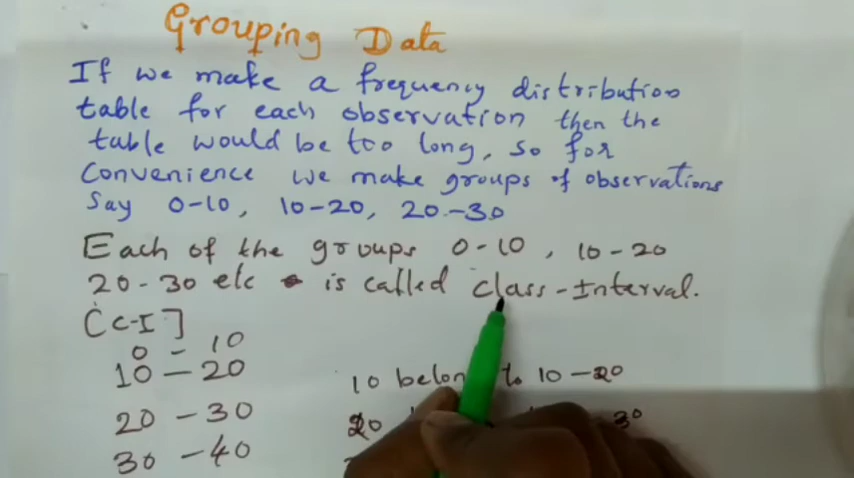 Grouping Data
If we make a frequency distribution
table for each observation then the
table would be too long, so for
Convenience we make groups of observations
Say 0-10, 10-20, 20-30
Each of the groups 0-10, 10-20
20-30 etc is called class-Interval.
[C-I]
0-10
10-20 10 to 10-20
20-30 20 30
30-40